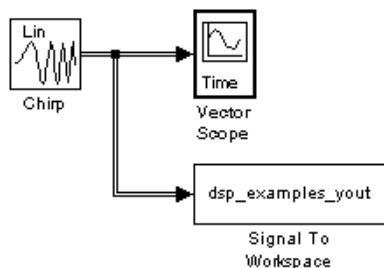 Lin
Chirp
Time
Vector
Scope
dsp_examples_yout
Signal To
Workspace